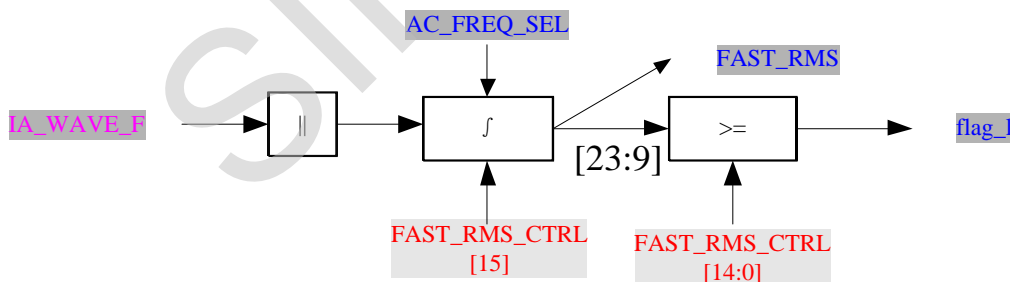 AC_FREQ_SEL
FAST_RMS
IA_WAVE_F
||
∫
>=
[23:9]
FAST_RMS_CTRL
[15]
FAST_RMS_CTRL
[14:0]